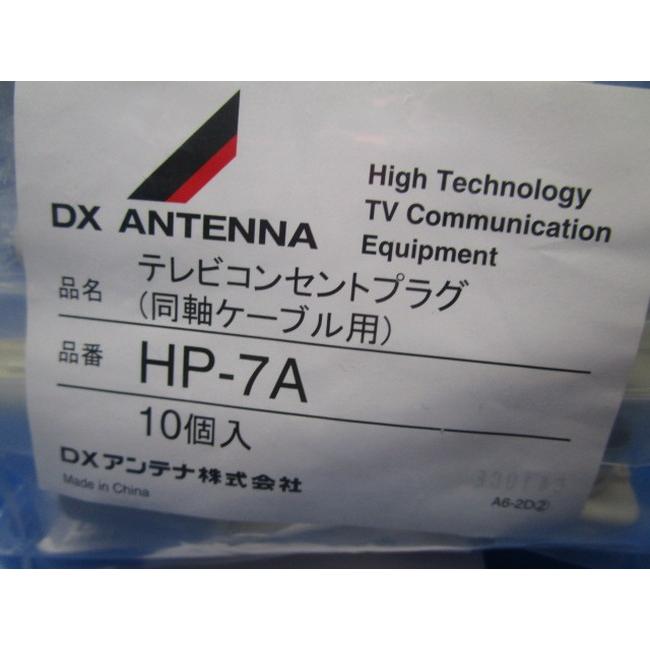 DX ANTENNA
High Technology
TV Communication
Equipment
品名 テレビコンセントプラグ
(同軸ケーブル用)
品番 HP-7A
10個入
DXアンテナ株式会社
Made in China
A6-2D②